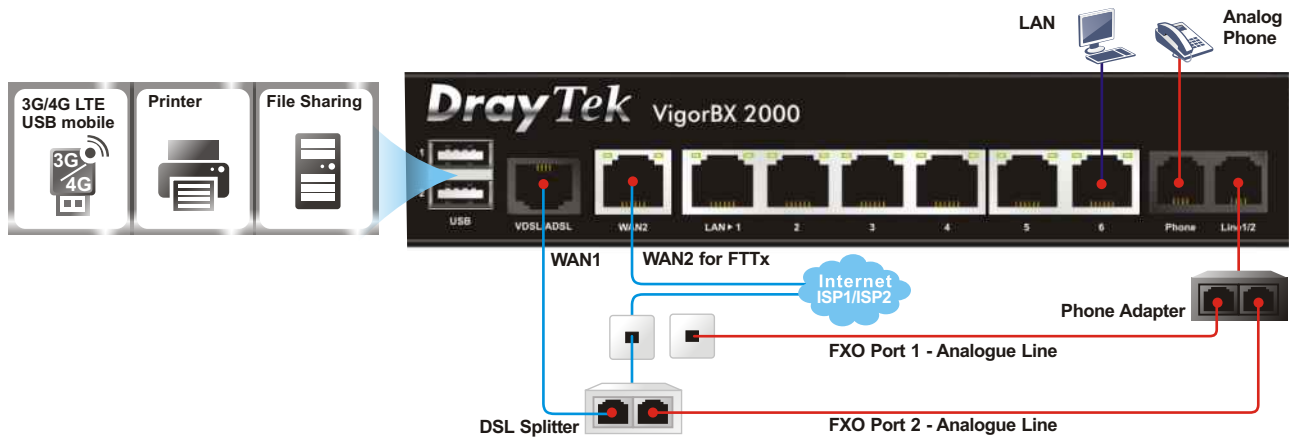 LAN
Analog
Phone
3G/4G LTE
USB mobile
Printer
File Sharing
3G
4G
DrayTek VigorBX 2000
1
2
USB
VDSL/ADSL
WAN2
LAN▸1
2
3
4
5
6
Phone
Line1/2
WAN1
WAN2 for FTTx
Internet
ISP1/ISP2
Phone Adapter
FXO Port 1 - Analogue Line
DSL Splitter
FXO Port 2 - Analogue Line